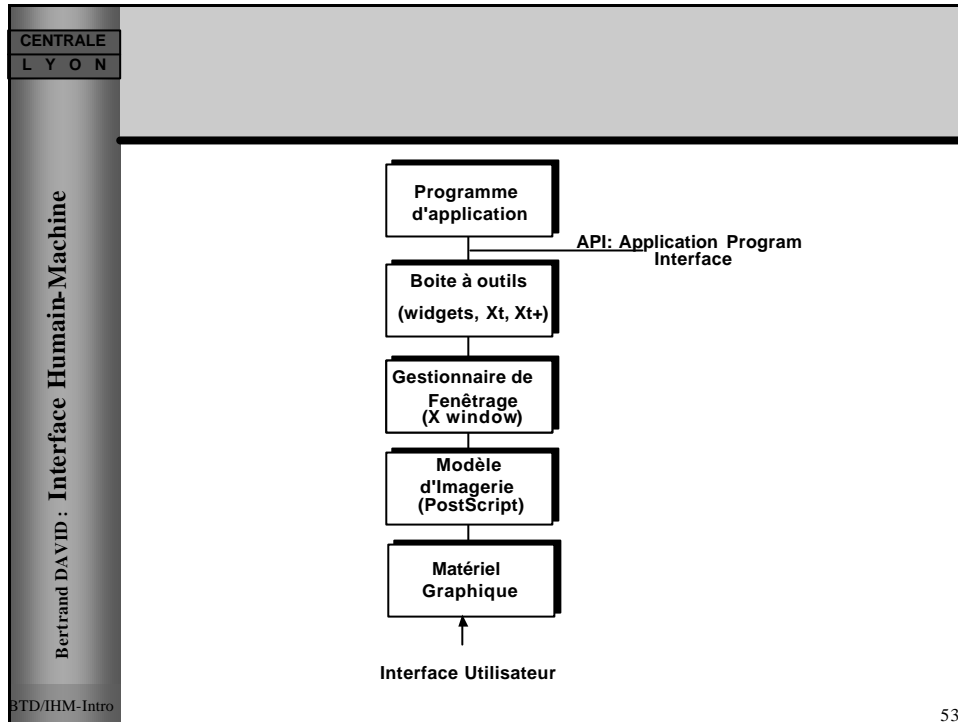 CENTRALE
L Y O N
Bertrand DAVID : Interface Humain-Machine
Programme
d'application
API: Application Program
Interface
Boite à outils
(widgets, Xt, Xt+)
Gestionnaire de
Fenêtrage
(X window)
Modèle
d'Imagerie
(PostScript)
Matériel
Graphique
Interface Utilisateur
BTD/IHM-Intro
53